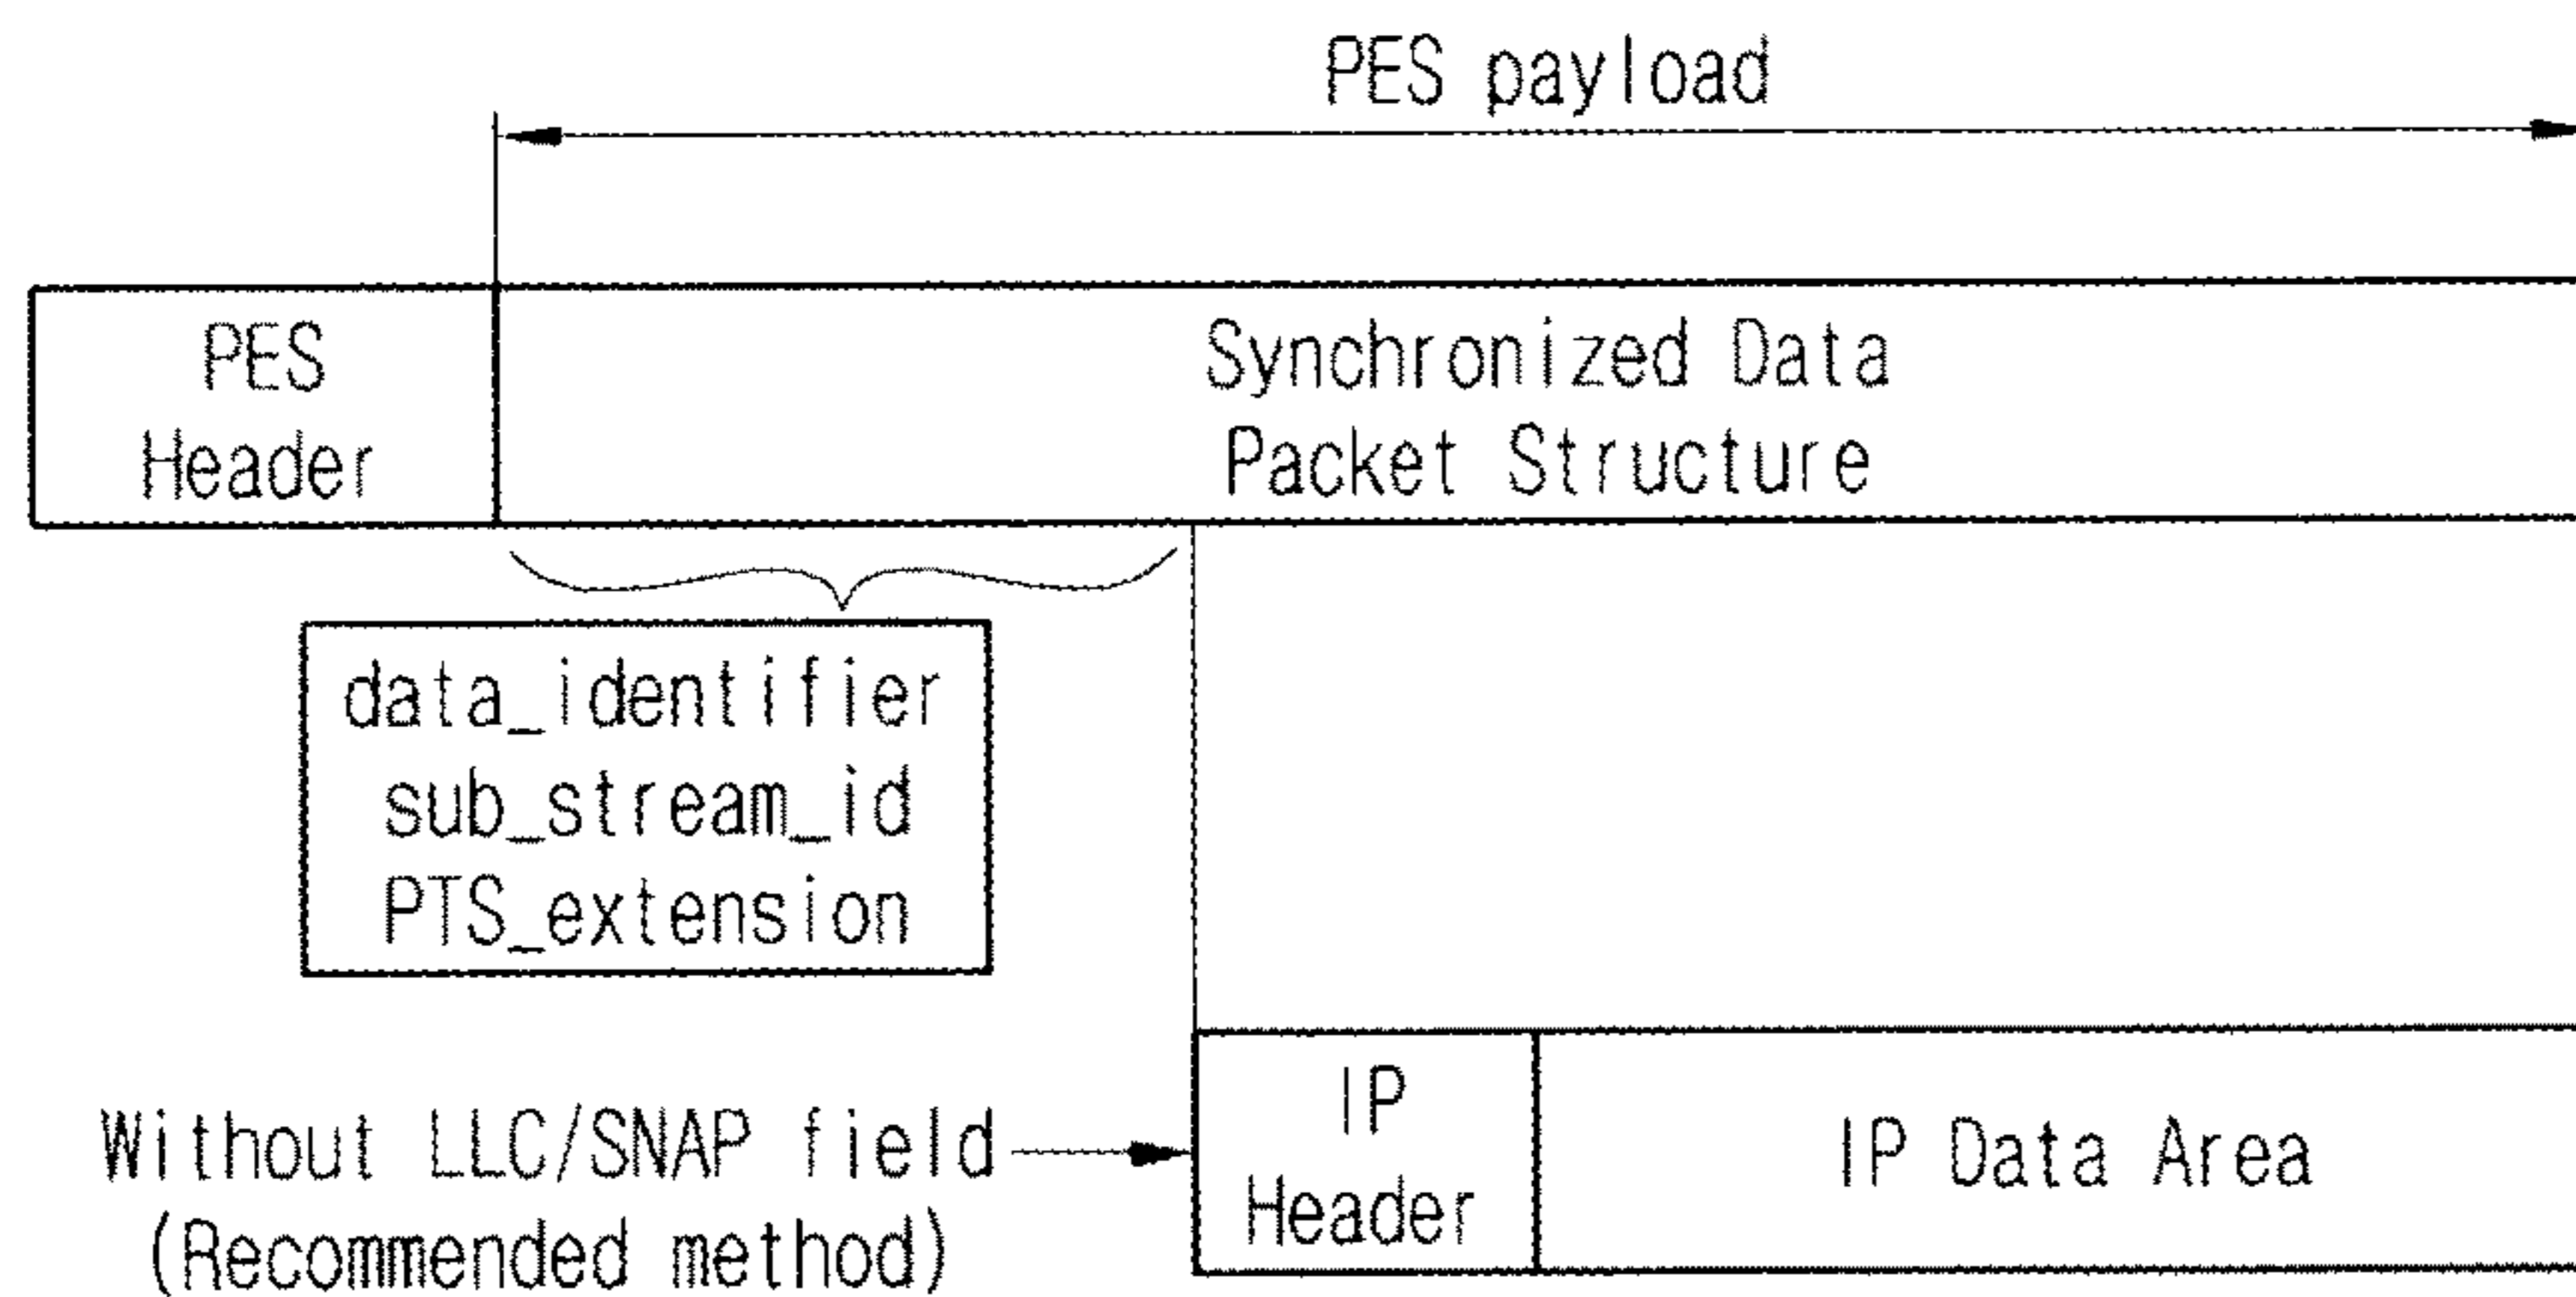 PES payload
PES
Header
Synchronized Data
Packet Structure
data_identifier
sub_stream_id
PTS_extension
Without LLC/SNAP field
(Recommended method)
IP
Header
IP Data Area